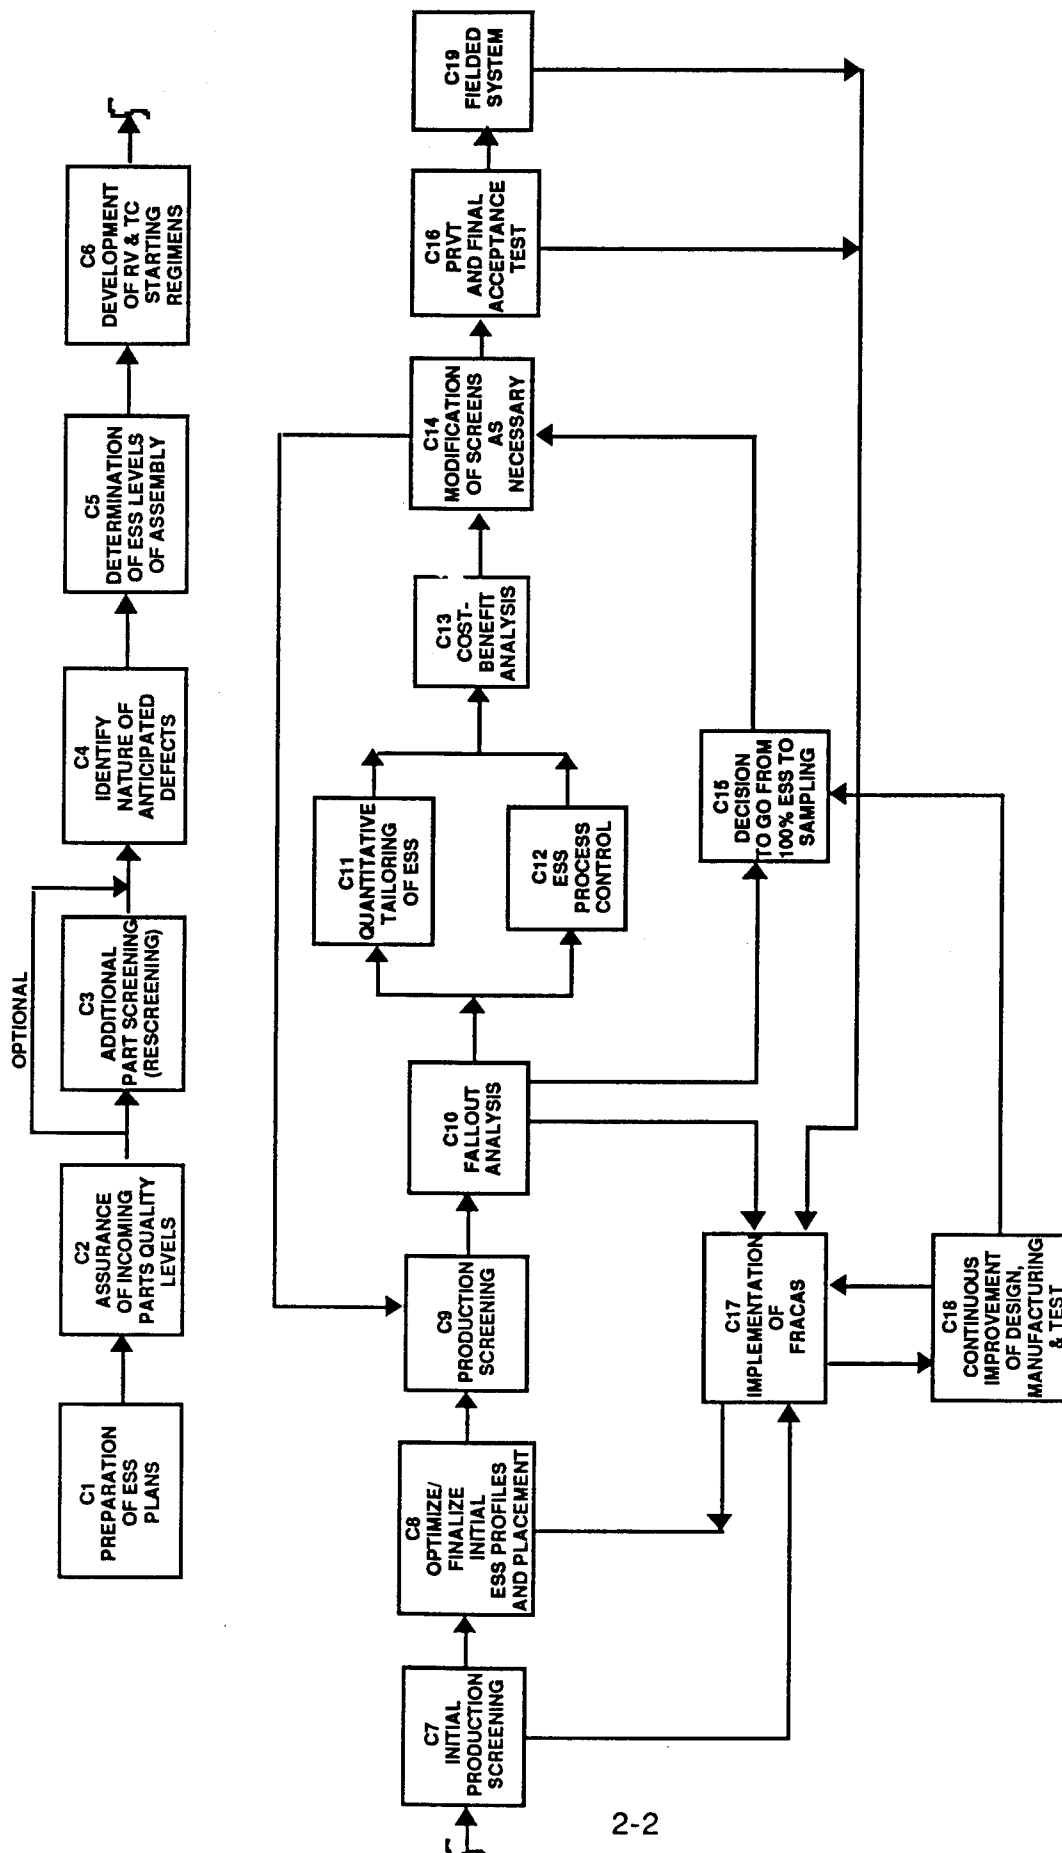 C1
PREPARATION
OF ESS
PLANS
C2
ASSURANCE
OF INCOMING
PARTS QUALITY
LEVELS
OPTIONAL
C3
ADDITIONAL
PART SCREENING
(RESCREENING)
C4
IDENTIFY
NATURE OF
ANTICIPATED
DEFECTS
C5
DETERMINATION
OF ESS LEVELS
OF ASSEMBLY
C6
DEVELOPMENT
OF RV & TC
STARTING
REGIMENS
C7
INITIAL
PRODUCTION
SCREENING
C8
OPTIMIZE/
FINALIZE
INITIAL
ESS PROFILES
AND PLACEMENT
C9
PRODUCTION
SCREENING
C10
FALLOUT
ANALYSIS
C11
QUANTITATIVE
TAILORING
OF ESS
C12
ESS
PROCESS
CONTROL
C13
COST-
BENEFIT
ANALYSIS
C14
MODIFICATION
OF SCREENS
AS
NECESSARY
C16
PRVT
AND FINAL
ACCEPTANCE
TEST
C19
FIELDED
SYSTEM
C15
DECISION
TO GO FROM
100% ESS TO
SAMPLING
C17
IMPLEMENTATION
OF
FRACAS
C18
CONTINUOUS
IMPROVEMENT
OF DESIGN,
MANUFACTURING
& TEST
2-2